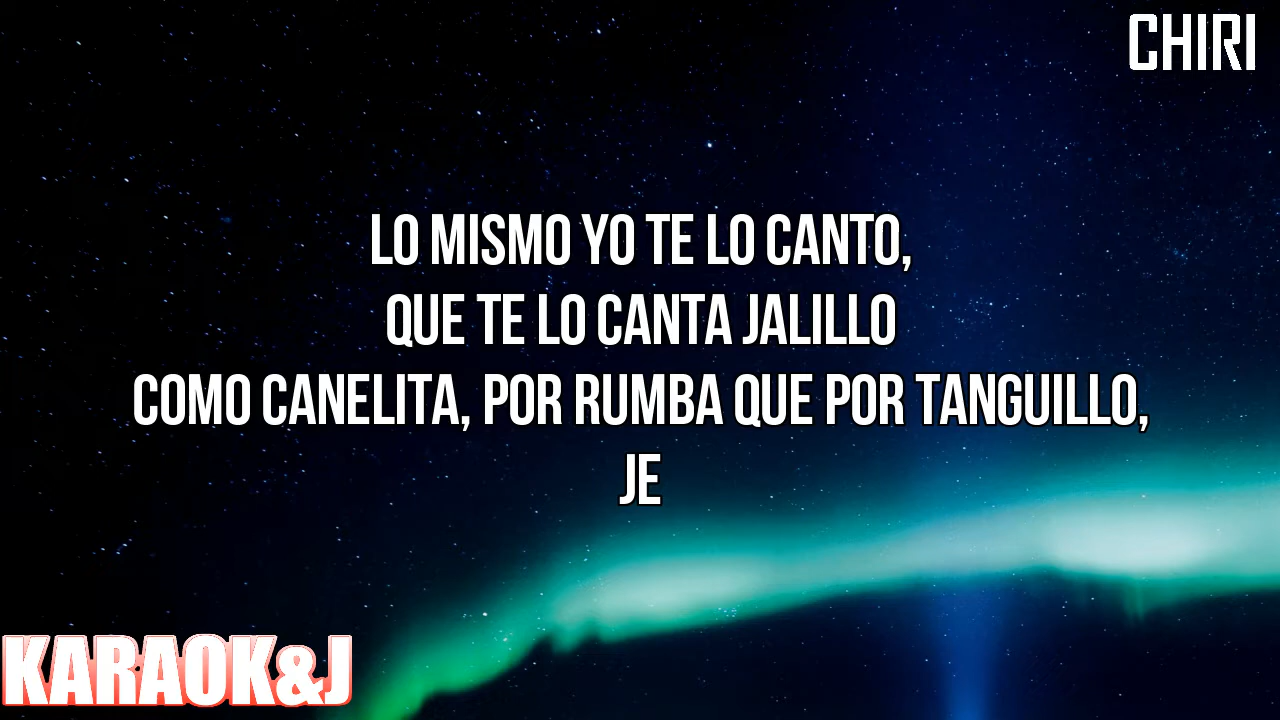 CHIRI
LO MISMO YO TE LO CANTO,
QUE TE LO CANTA JALILLO
COMO CANELITA, POR RUMBA QUE POR TANGUILLO,
JE
KARAOK&J